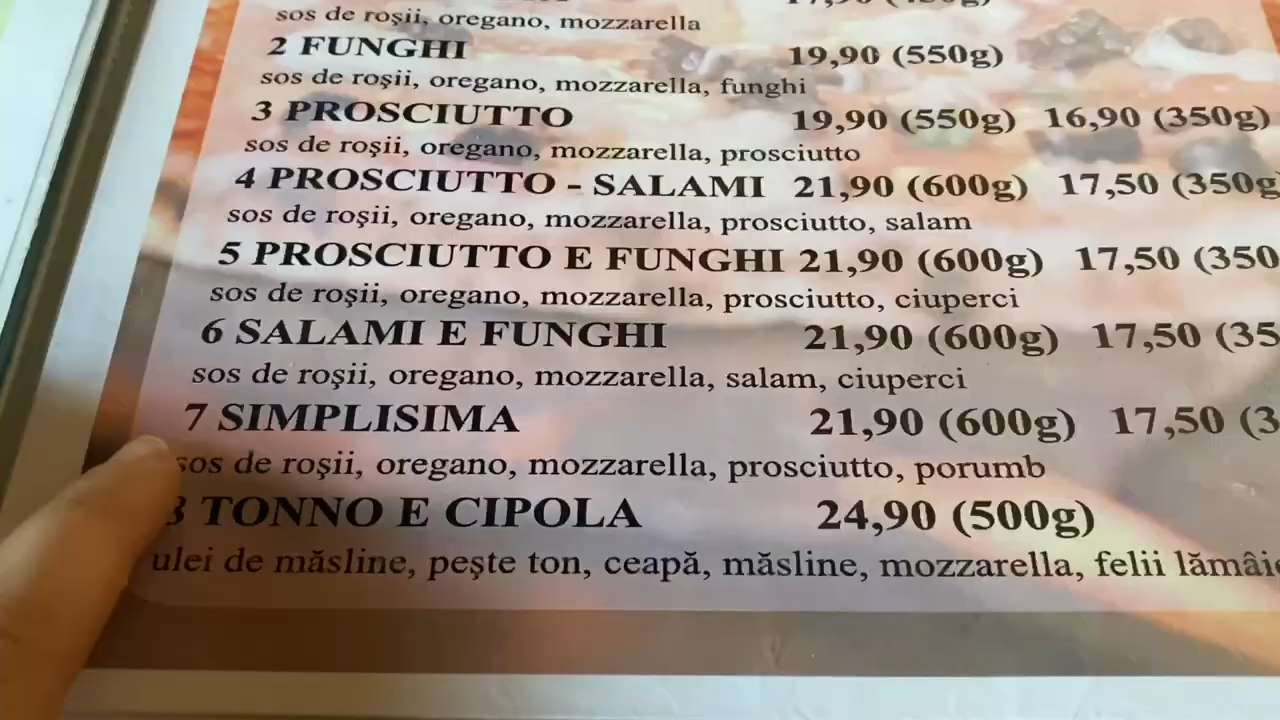 sos de roşii, oregano, mozzarella
2 FUNGHI 19,90 (550g)
sos de roşii, oregano, mozzarella, funghi
3 PROSCIUTTO 19,90 (550g) 16,90 (350g)
sos de roşii, oregano, mozzarella, prosciutto
4 PROSCIUTTO - SALAMI 21,90 (600g) 17,50 (350g
sos de roşii, oregano, mozzarella, prosciutto, salam
5 PROSCIUTTO E FUNGHI 21,90 (600g) 17,50 (350
sos de roşii, oregano, mozzarella, prosciutto, ciuperci
6 SALAMI E FUNGHI 21,90 (600g) 17,50 (35
sos de roşii, oregano, mozzarella, salam, ciuperci
7 SIMPLISIMA 21,90 (600g) 17,50 (3
sos de roşii, oregano, mozzarella, prosciutto, porumb
8 TONNO E CIPOLA 24,90 (500g)
ulei de măsline, peşte ton, ceapă, măsline, mozzarella, felii lămâie